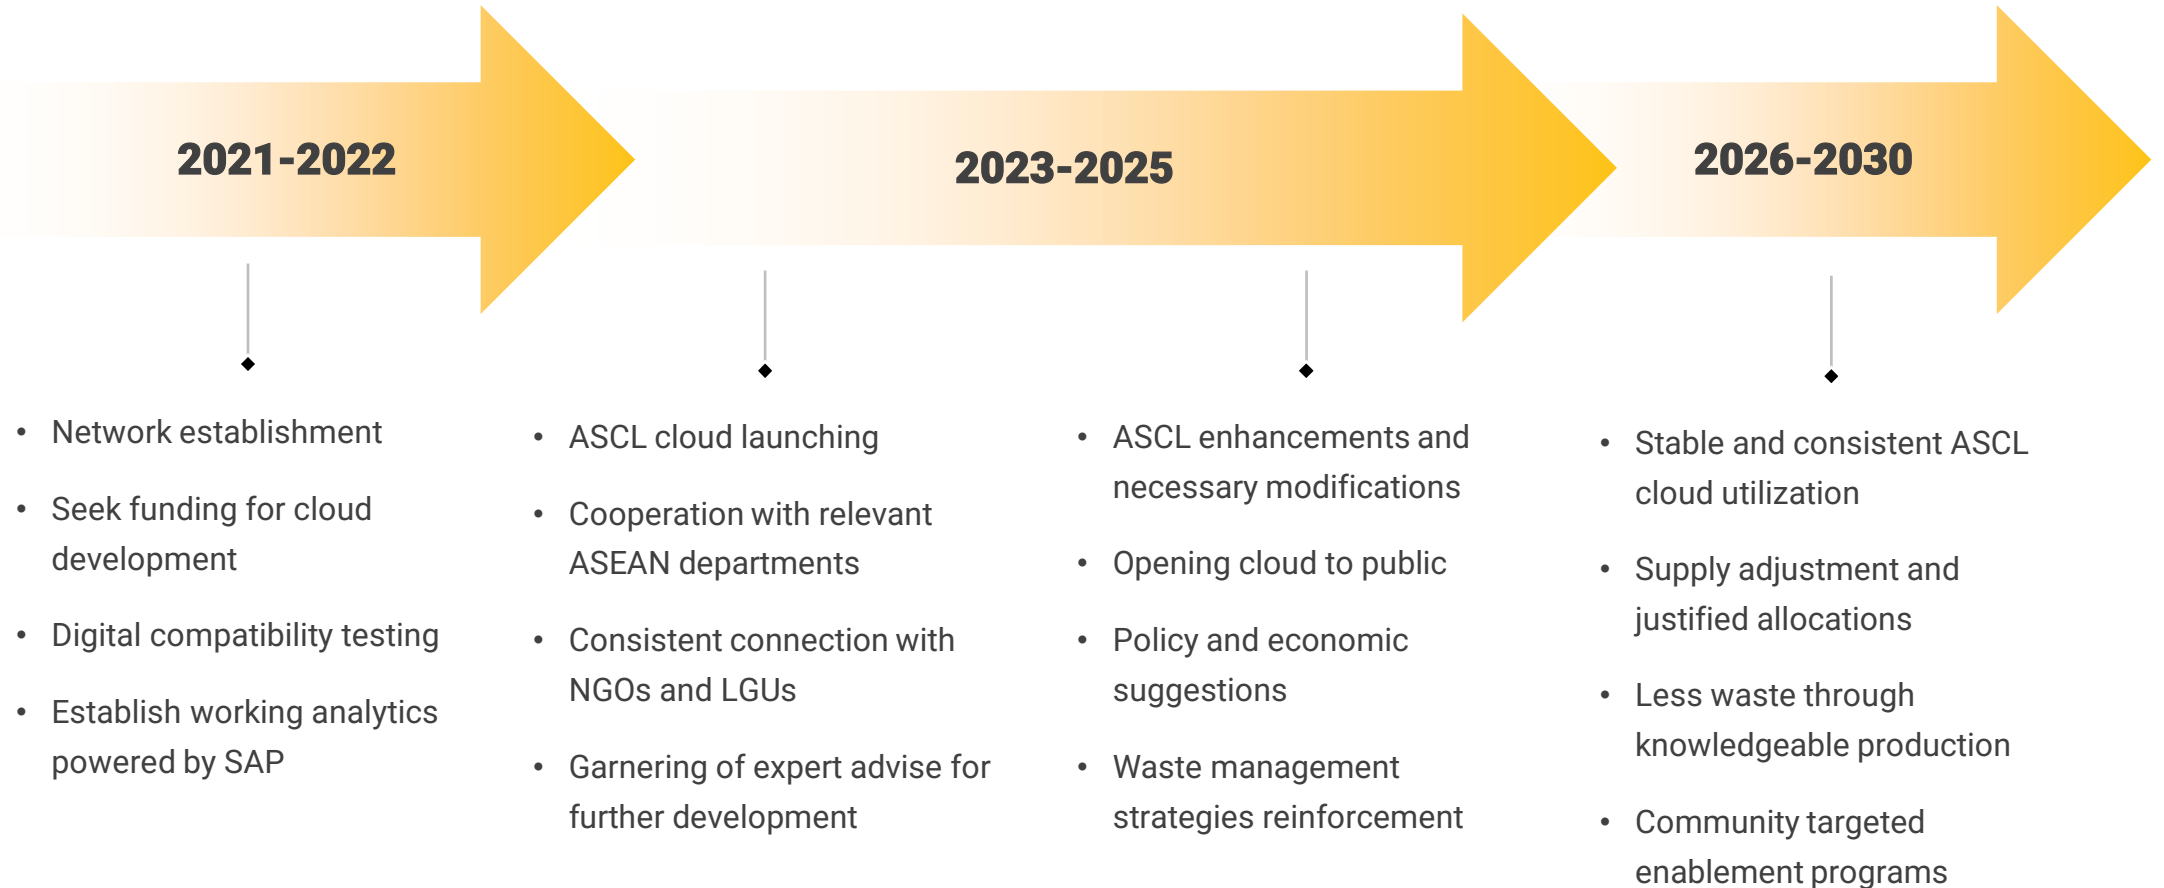 2021-2022
2023-2025
2026-2030
• Network establishment
• Seek funding for cloud
development
• Digital compatibility testing
• Establish working analytics
powered by SAP
• ASCL cloud launching
• Cooperation with relevant
ASEAN departments
• Consistent connection with
NGOs and LGUs
• Garnering of expert advise for
further development
• ASCL enhancements and
necessary modifications
• Opening cloud to public
• Policy and economic
suggestions
• Waste management
strategies reinforcement
• Stable and consistent ASCL
cloud utilization
• Supply adjustment and
justified allocations
• Less waste through
knowledgeable production
• Community targeted
enablement programs